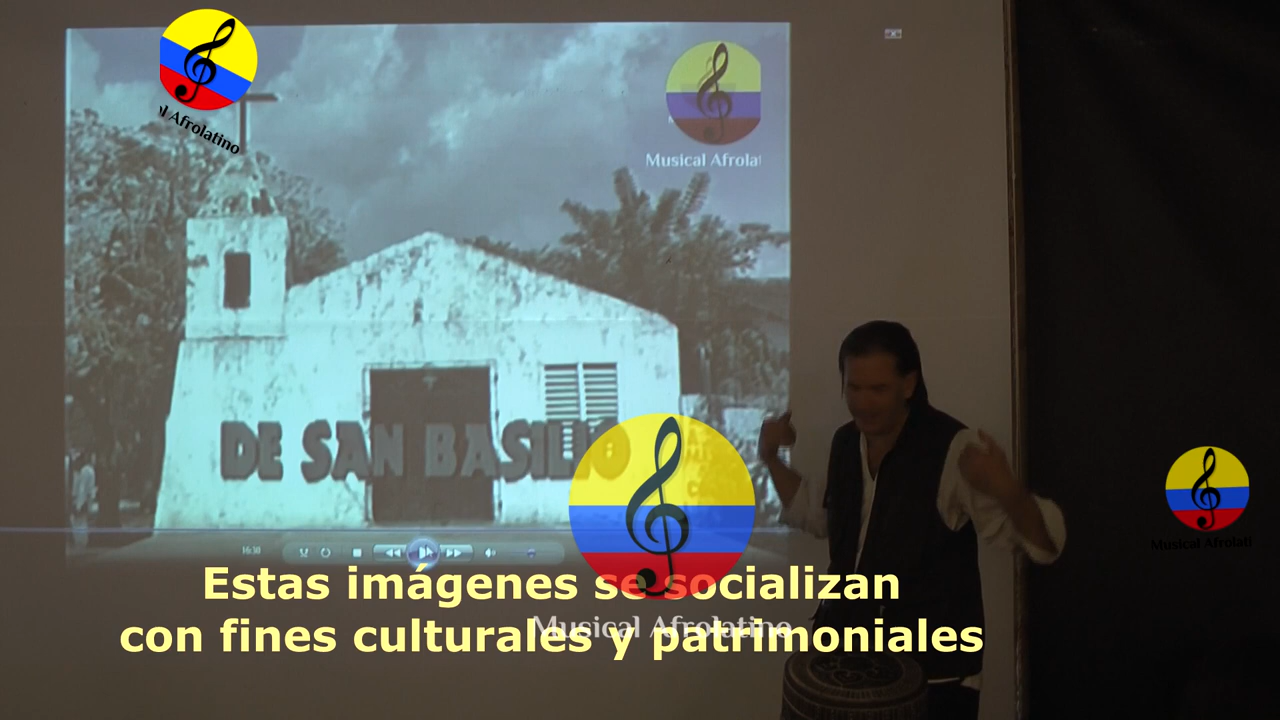 l Afrolatino
Musical Afrolat
DE SAN BASILIO
16:30
Musical Afrolati
Estas imágenes se socializan
con fines culturales y patrimoniales
Musical Afrolatino